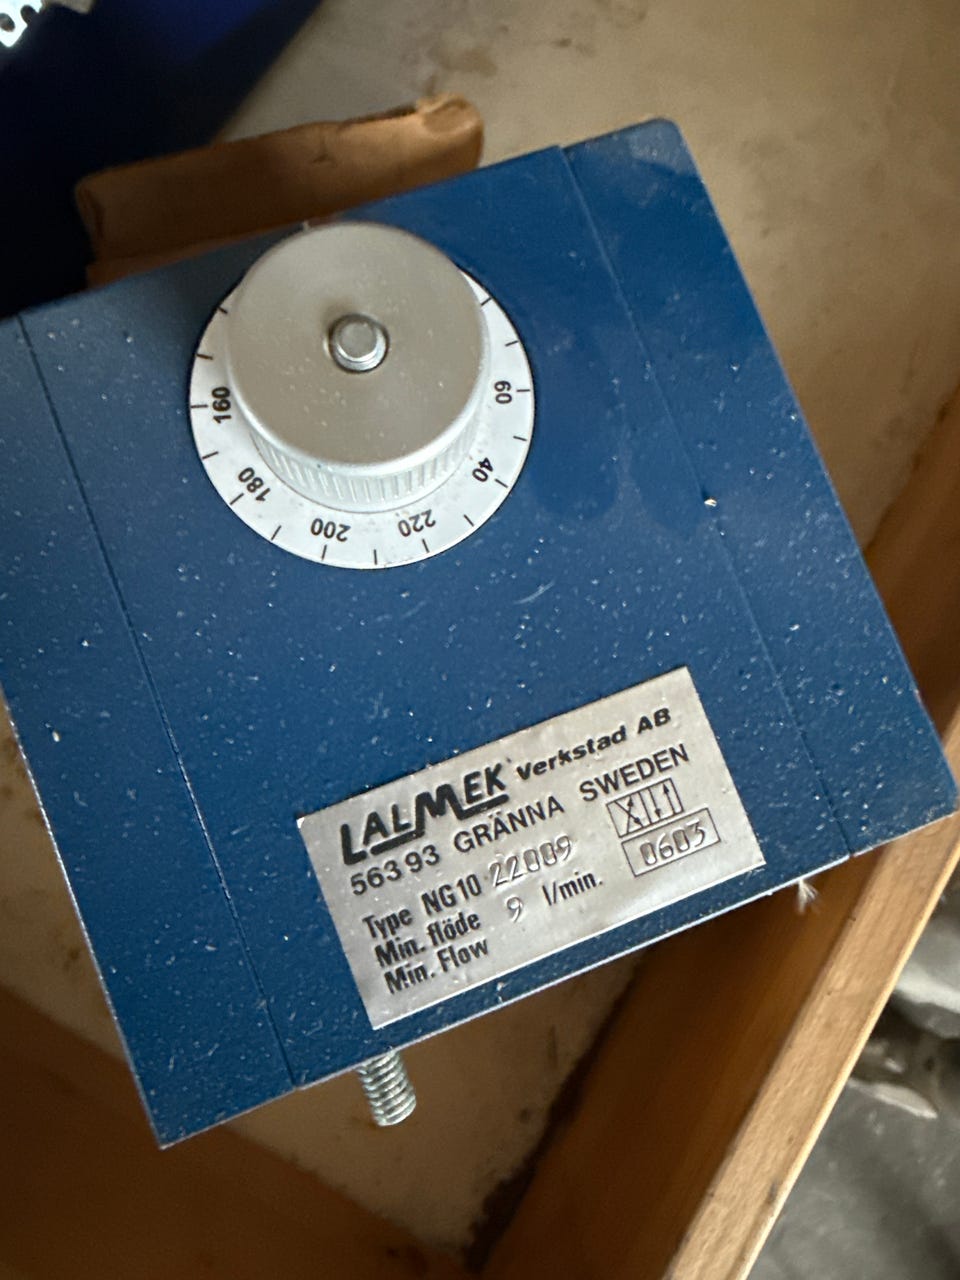 160
180
200
220
40
60
LALMEK Verkstad AB
563 93 GRÄNNA SWEDEN
Type NG10 22009
0603
Min. flöde 9 l/min.
Min. Flow